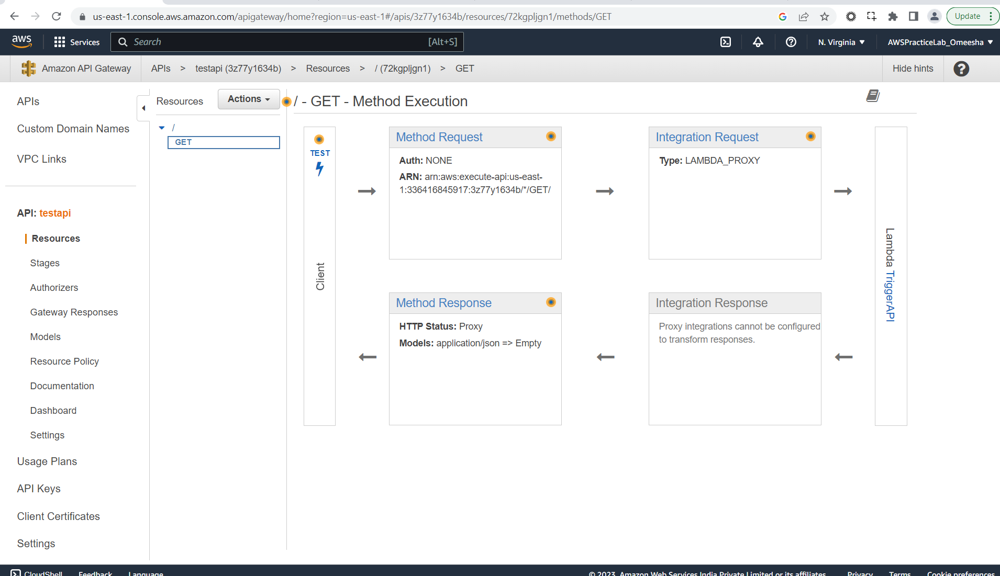 us-east-1.console.aws.amazon.com/apigateway/home?region=us-east-1#/apis/3z77y1634b/resources/72kgpljgn1/methods/GET
Update
aws
Services
Search
[Alt+S]
N. Virginia
AWSPracticeLab_Omeesha
Amazon API Gateway
APIs > testapi (3z77y1634b) > Resources > / (72kgpljgn1) > GET
Hide hints
APIs
Custom Domain Names
VPC Links
API: testapi
Resources
Stages
Authorizers
Gateway Responses
Models
Resource Policy
Documentation
Dashboard
Settings
Usage Plans
API Keys
Client Certificates
Settings
Resources
Actions
/
GET
/ - GET - Method Execution
TEST
Client
Method Request
Auth: NONE
ARN: arn:aws:execute-api:us-east-
1:336416845917:3z77y1634b/*/GET/
Integration Request
Type: LAMBDA_PROXY
Lambda TriggerAPI
Method Response
HTTP Status: Proxy
Models: application/json => Empty
Integration Response
Proxy integrations cannot be configured
to transform responses.
CloudShell
Feedback
Language
© 2023, Amazon Web Services India Private Limited or its affiliates.
Privacy
Terms
Cookie preferences